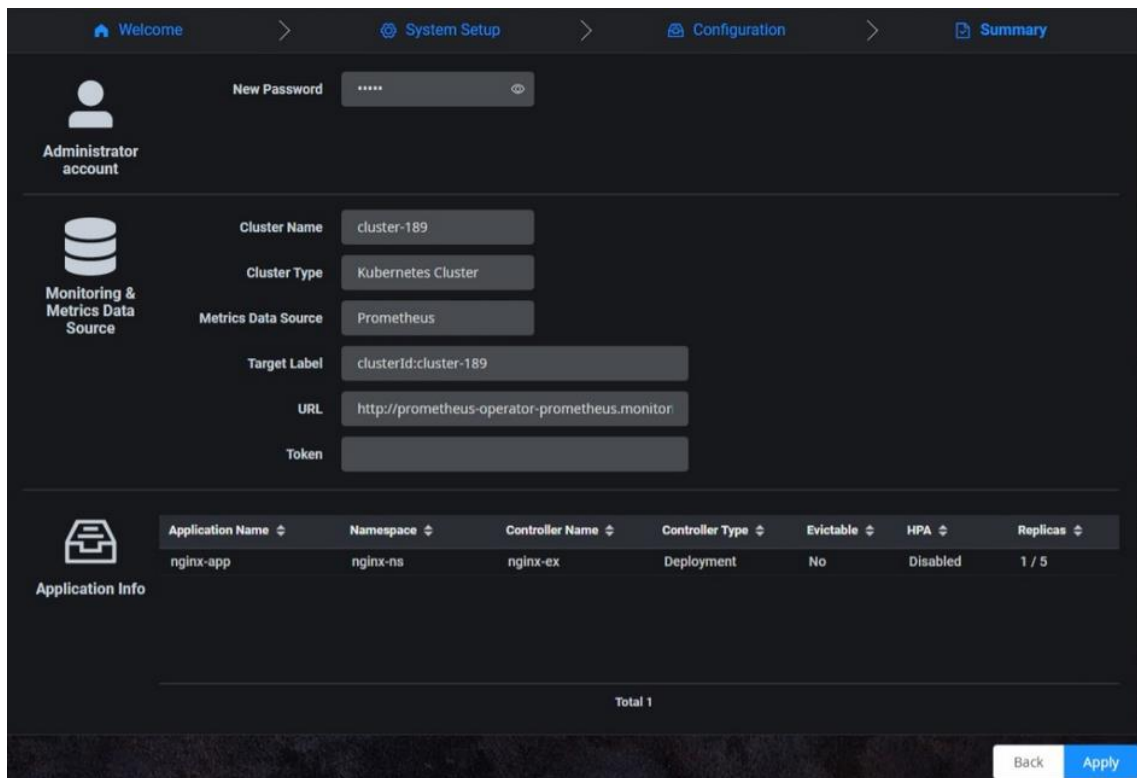 Welcome System Setup Configuration Summary
New Password •••••
Administrator
account
Cluster Name cluster-189
Cluster Type Kubernetes Cluster
Monitoring &
Metrics Data
Source
Metrics Data Source Prometheus
Target Label clusterId:cluster-189
URL http://prometheus-operator-prometheus.monitor
Token
Application Name Namespace Controller Name Controller Type Evictable HPA Replicas
nginx-app nginx-ns nginx-ex Deployment No Disabled 1 / 5
Application Info
Total 1
Back Apply